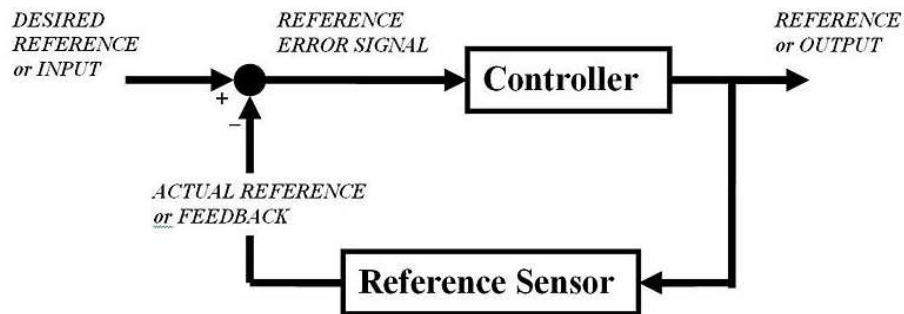 DESIRED
REFERENCE
or INPUT
REFERENCE
ERROR SIGNAL
REFERENCE
or OUTPUT
Controller
+
−
ACTUAL REFERENCE
or FEEDBACK
Reference Sensor